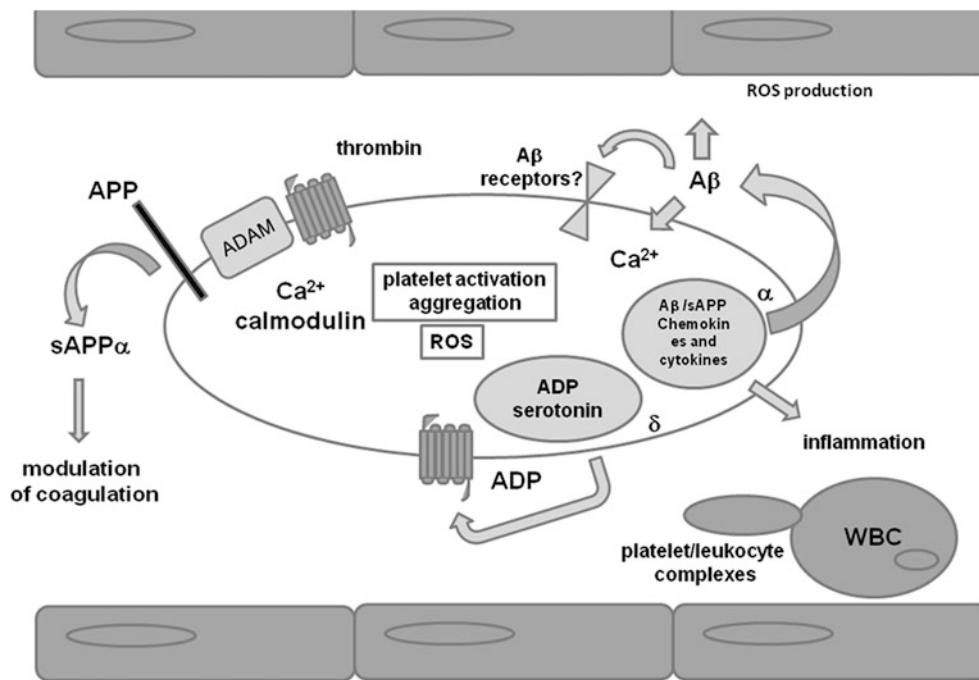 ROS production
thrombin
Aβ
receptors?
Aβ
APP
ADAM
Ca²⁺
Ca²⁺
calmodulin
platelet activation
aggregation
ROS
α
Aβ/sAPP
Chemokin
es and
cytokines
sAPPα
ADP
serotonin
δ
inflammation
modulation
of coagulation
ADP
WBC
platelet/leukocyte
complexes